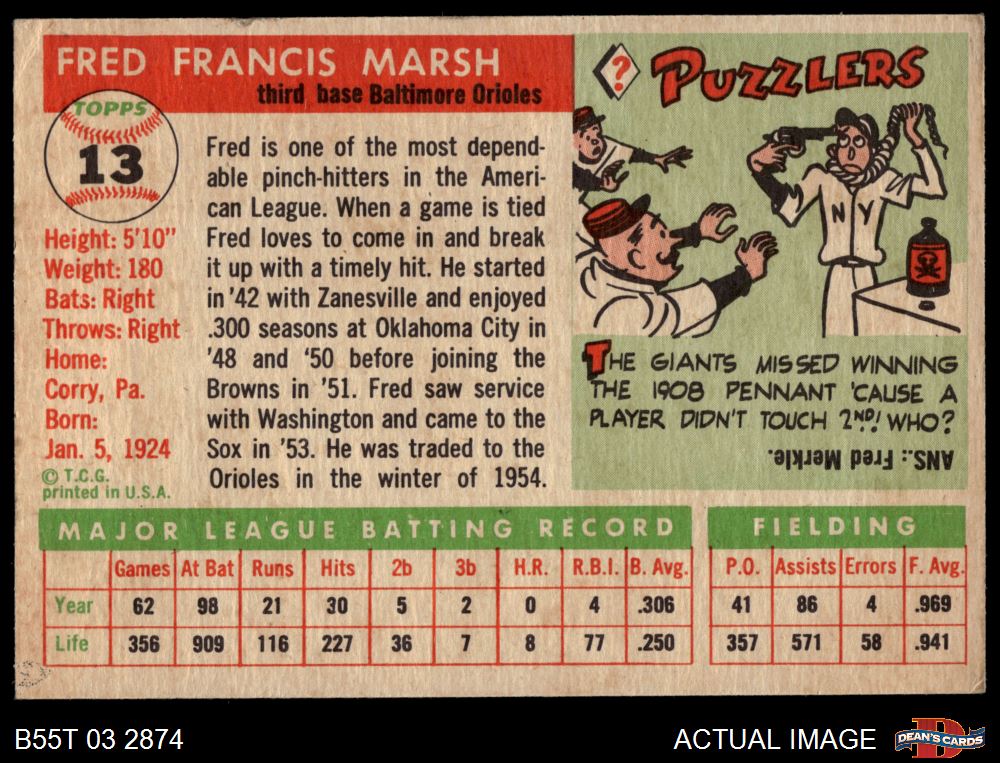 FRED FRANCIS MARSH
third base Baltimore Orioles
TOPPS
13
Height: 5'10"
Weight: 180
Bats: Right
Throws: Right
Home:
Corry, Pa.
Born:
Jan. 5, 1924
© T.C.G.
printed in U.S.A.
Fred is one of the most depend-
able pinch-hitters in the Ameri-
can League. When a game is tied
Fred loves to come in and break
it up with a timely hit. He started
in '42 with Zanesville and enjoyed
.300 seasons at Oklahoma City in
'48 and '50 before joining the
Browns in '51. Fred saw service
with Washington and came to the
Sox in '53. He was traded to the
Orioles in the winter of 1954.
?
PUZZLERS
N Y
THE GIANTS MISSED WINNING
THE 1908 PENNANT 'CAUSE A
PLAYER DIDN'T TOUCH 2ND! WHO?
ANS.: Fred Merkle.
MAJOR LEAGUE BATTING RECORD
Games At Bat Runs Hits 2b 3b H.R. R.B.I. B. Avg.
Year 62 98 21 30 5 2 0 4 .306
Life 356 909 116 227 36 7 8 77 .250
FIELDING
P.O. Assists Errors F. Avg.
41 86 4 .969
357 571 58 .941
B55T 03 2874
ACTUAL IMAGE
DEAN'S CARDS